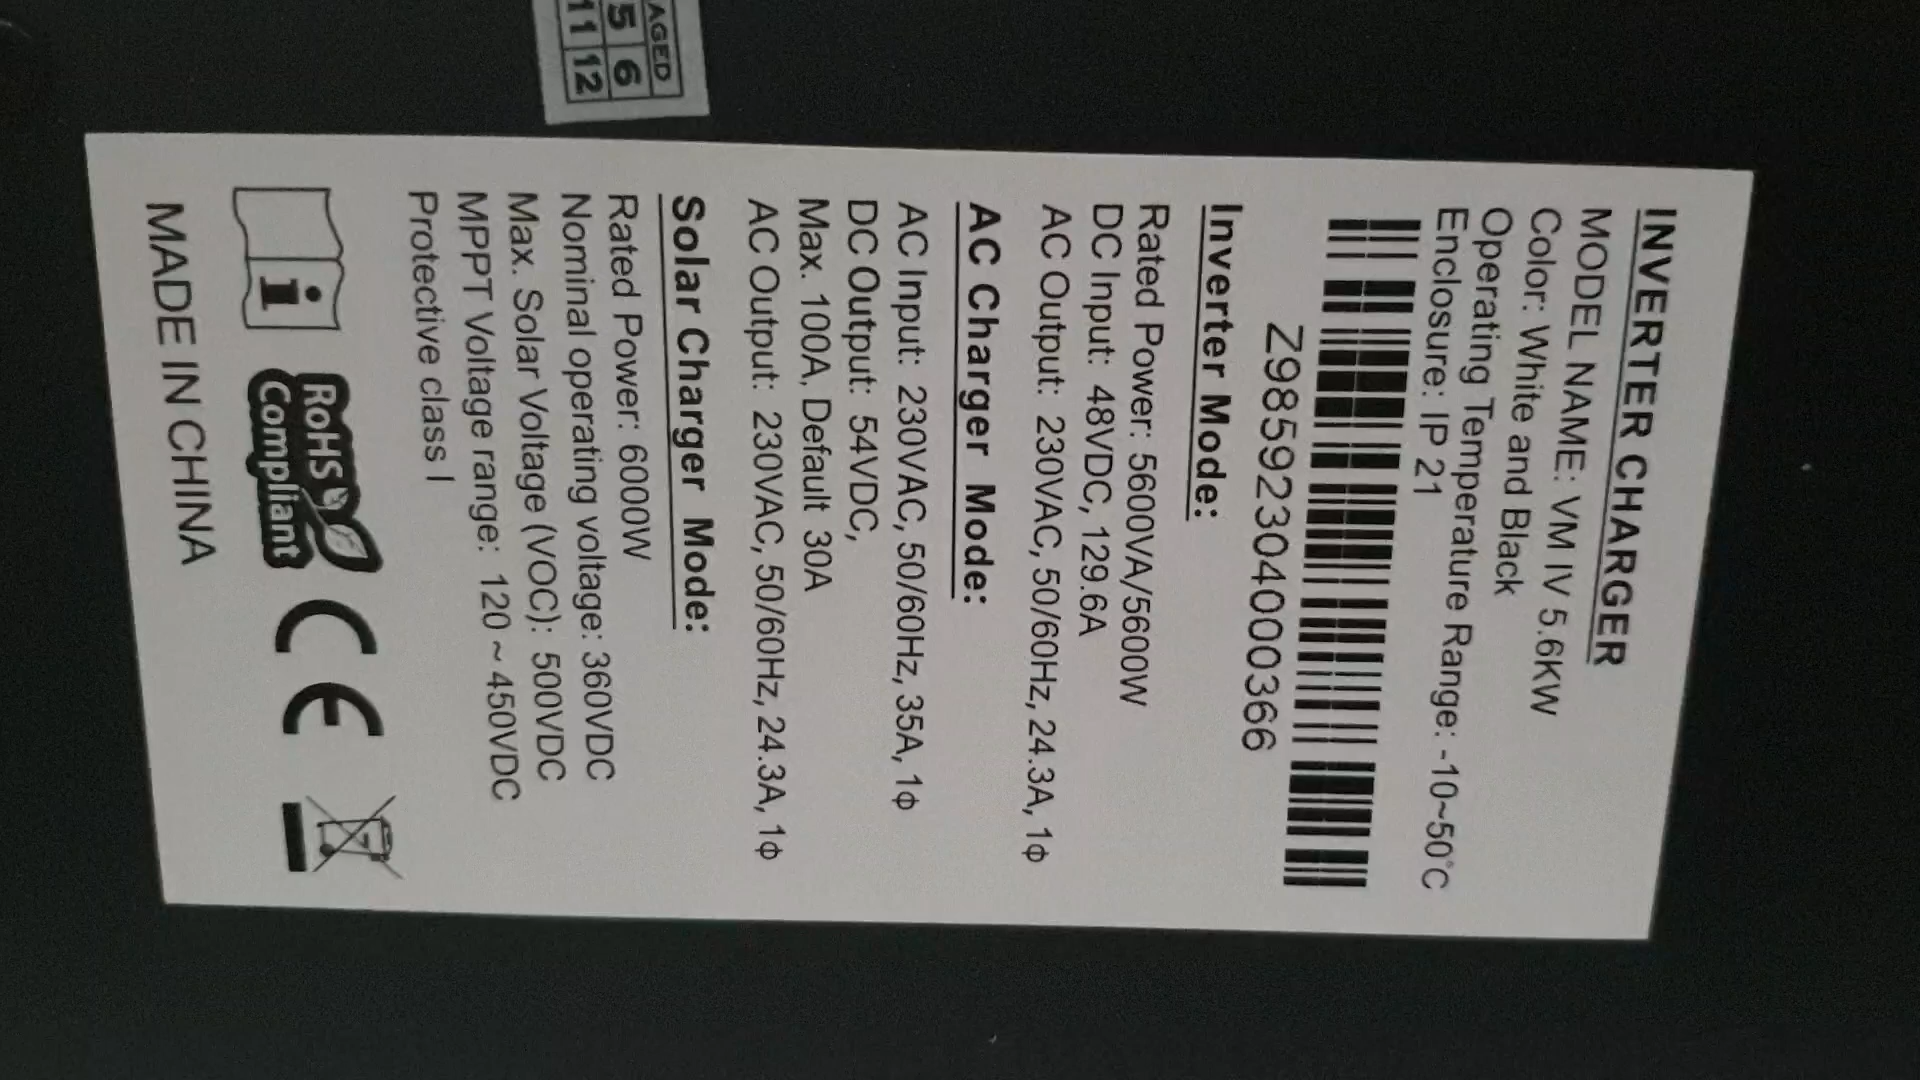 AGED
5 6
11 12
INVERTER CHARGER
MODEL NAME: VM IV 5.6KW
Color: White and Black
Operating Temperature Range: -10~50°C
Enclosure: IP 21
Z9859230400036​6
Inverter Mode:
Rated Power: 5600VA/5600W
DC Input: 48VDC, 129.6A
AC Output: 230VAC, 50/60Hz, 24.3A, 1ϕ
AC Charger Mode:
AC Input: 230VAC, 50/60Hz, 35A, 1ϕ
DC Output: 54VDC,
Max. 100A, Default 30A
AC Output: 230VAC, 50/60Hz, 24.3A, 1ϕ
Solar Charger Mode:
Rated Power: 6000W
Nominal operating voltage: 360VDC
Max. Solar Voltage (VOC): 500VDC
MPPT Voltage range: 120 ~ 450VDC
Protective class I
i
RoHS
Compliant
CE
MADE IN CHINA